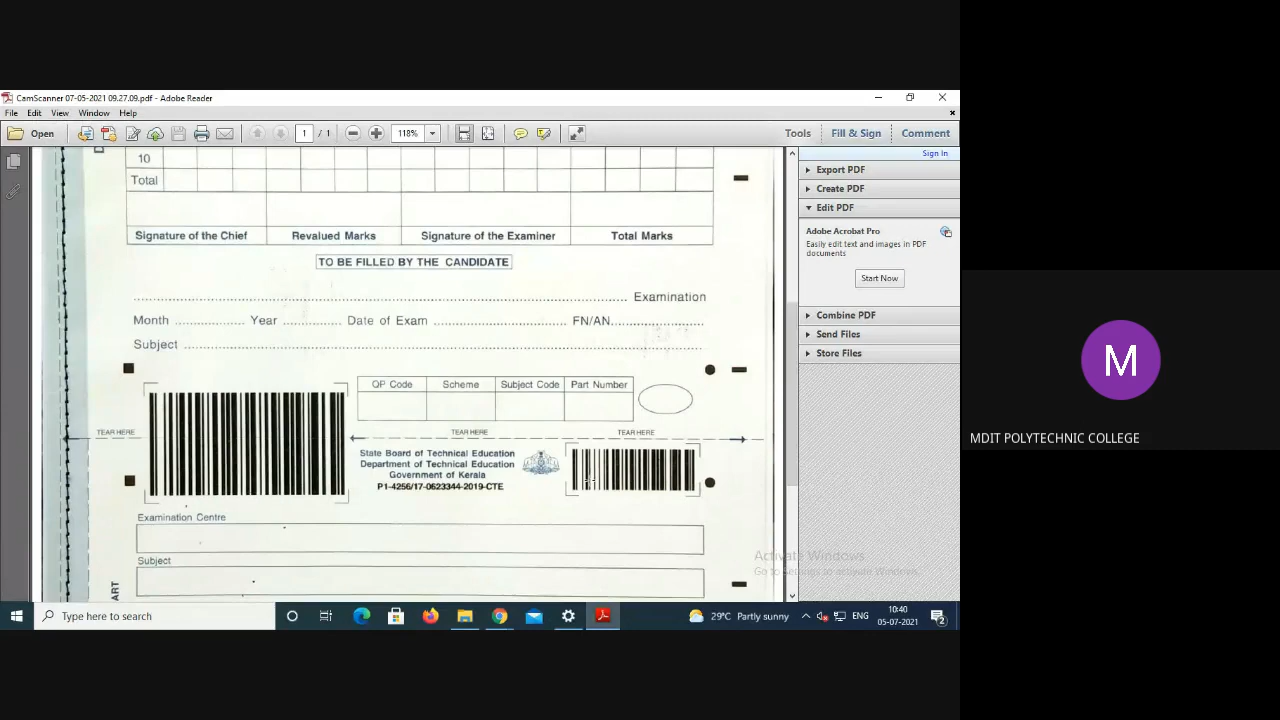 CamScanner 07-05-2021 09.27.09.pdf - Adobe Reader
File Edit View Window Help
Open 1 / 1 118% Tools Fill & Sign Comment
Sign In
Export PDF
Create PDF
Edit PDF
Adobe Acrobat Pro
Easily edit text and images in PDF
documents
Start Now
Combine PDF
Send Files
Store Files
10
Total
Signature of the Chief Revalued Marks Signature of the Examiner Total Marks
TO BE FILLED BY THE CANDIDATE
Examination
Month Year Date of Exam FN/AN
Subject
QP Code Scheme Subject Code Part Number
TEAR HERE TEAR HERE TEAR HERE
State Board of Technical Education
Department of Technical Education
Government of Kerala
P1-4256/17-0623344-2019-CTE
Examination Centre
Subject
ART
Activate Windows
Go to Settings to activate Windows.
Type here to search
29°C Partly sunny
ENG
10:40
05-07-2021
2
M
MDIT POLYTECHNIC COLLEGE